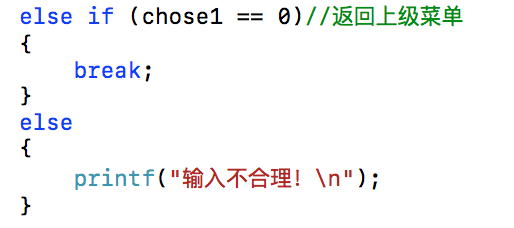 else if (chose1 == 0)//返回上级菜单
{
    break;
}
else
{
    printf("输入不合理! \n");
}